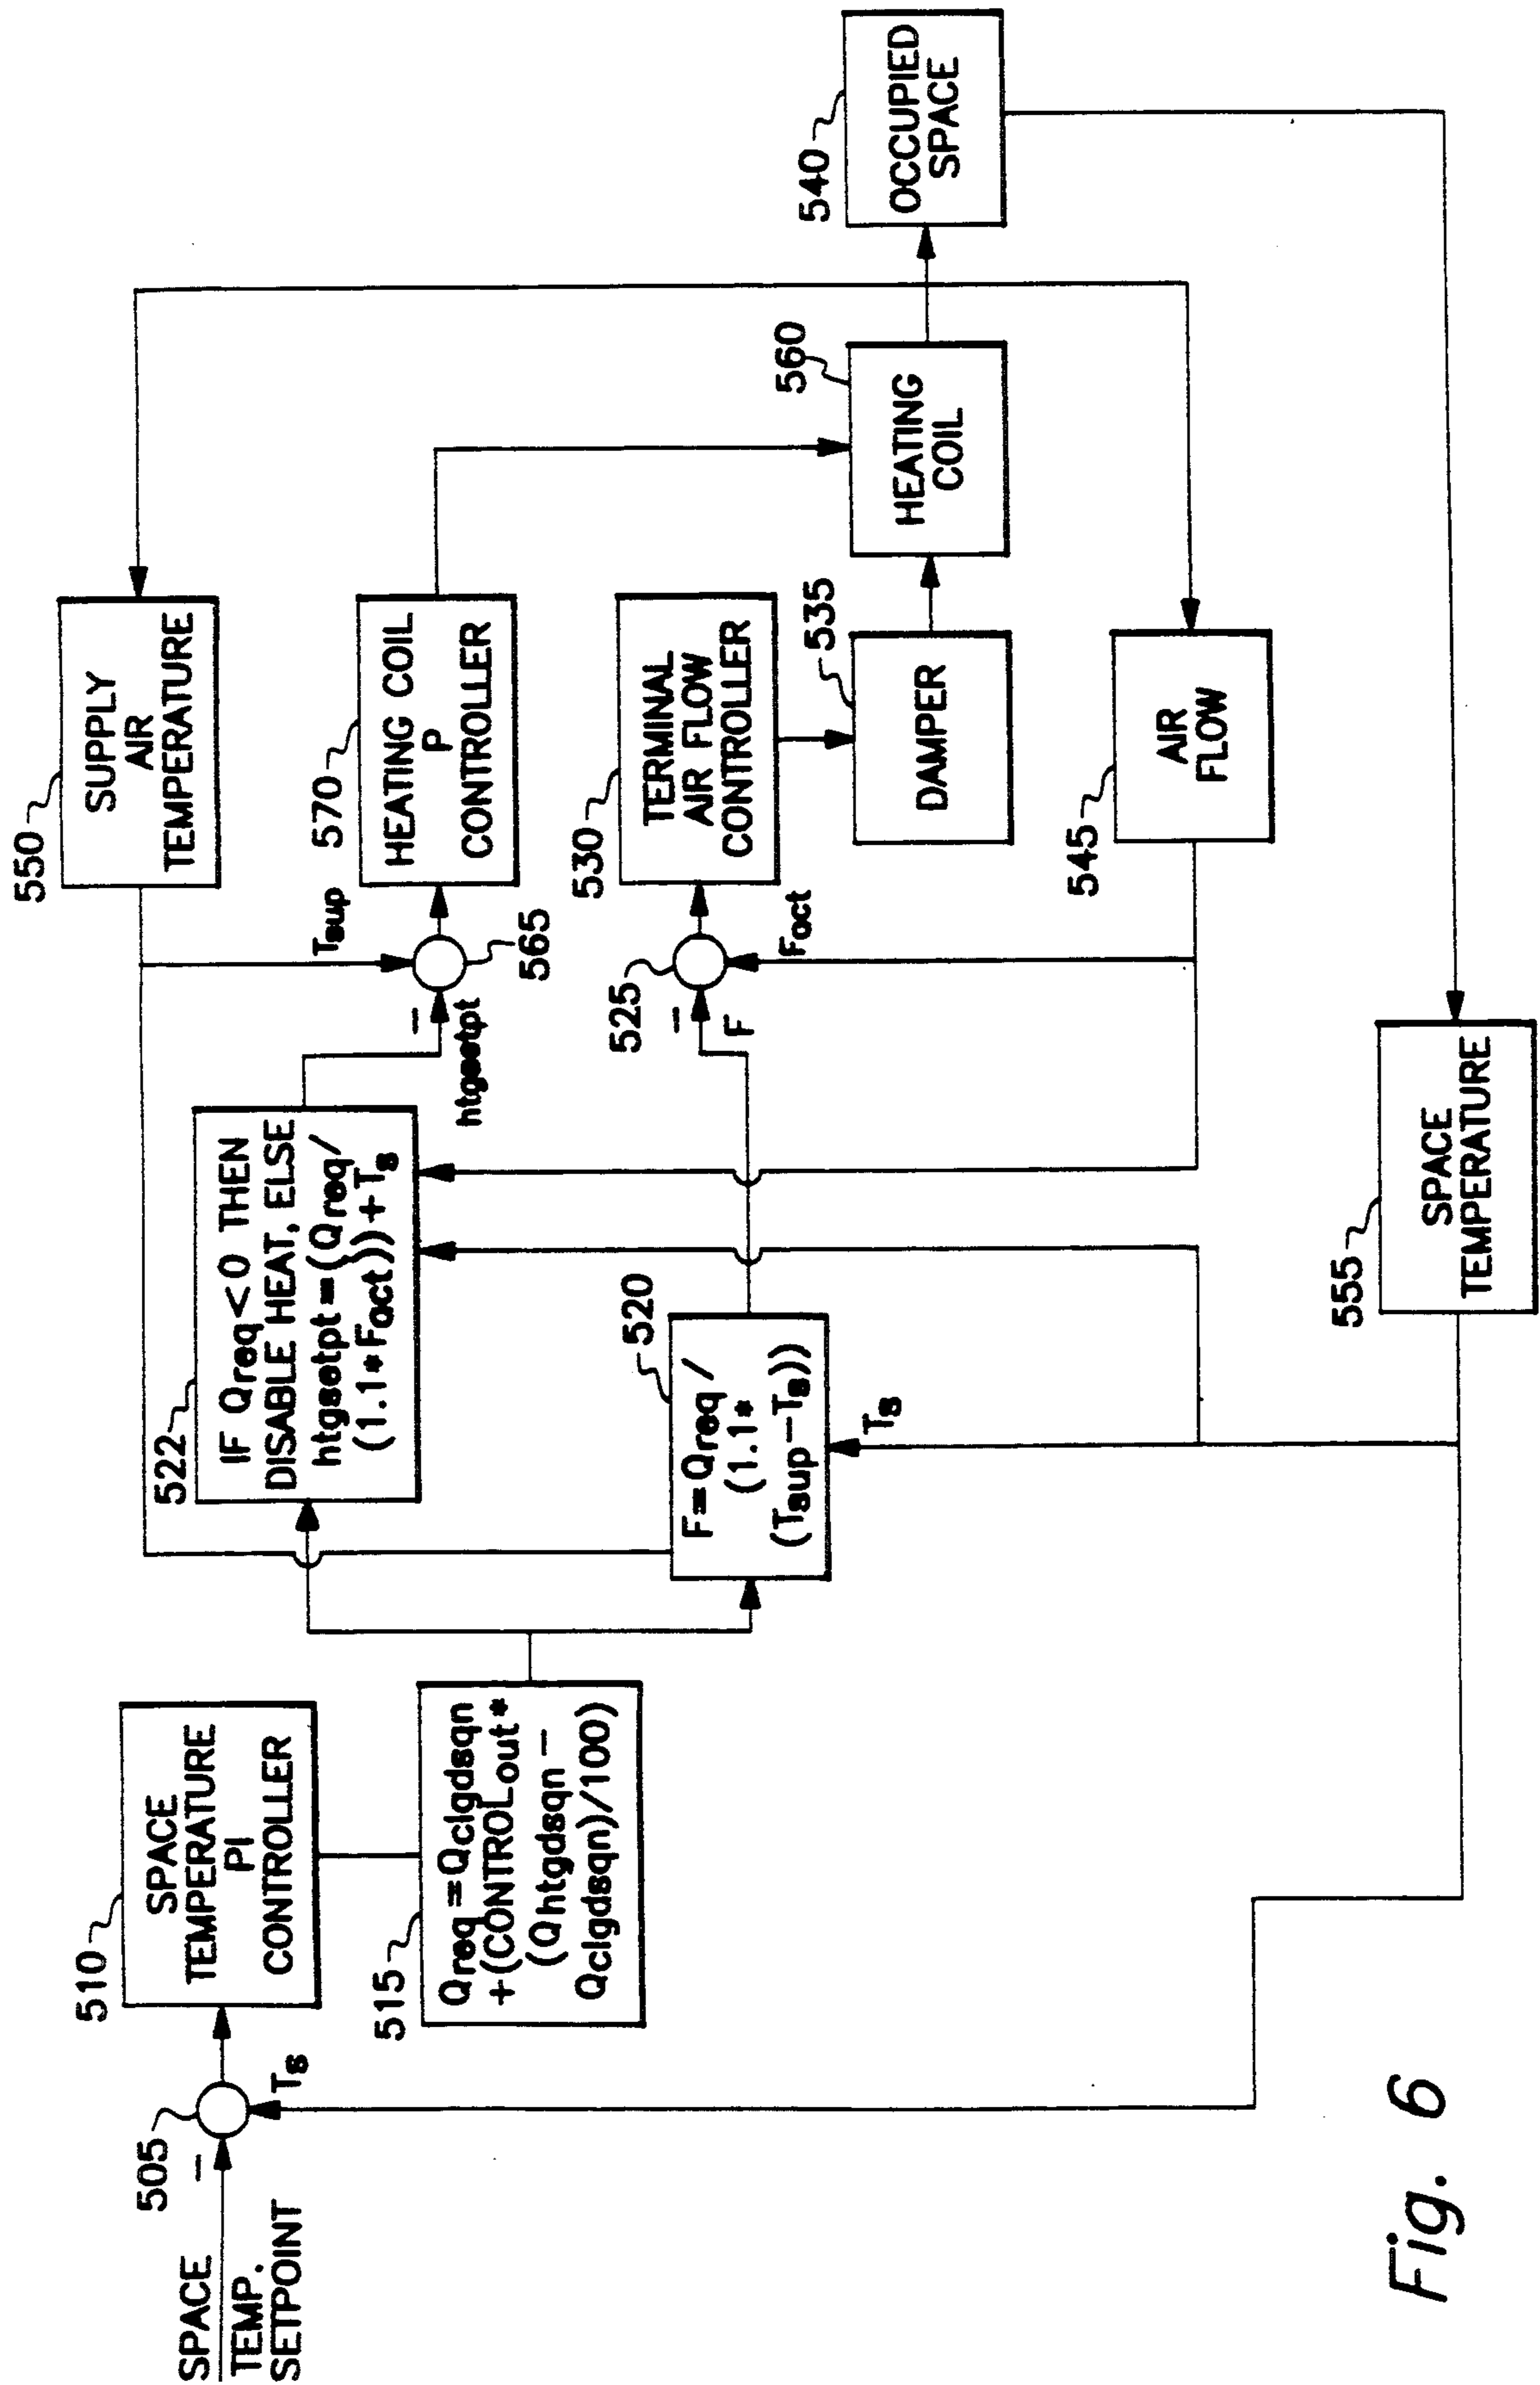 550
SUPPLY
AIR
TEMPERATURE
510
SPACE
TEMPERATURE
PI
CONTROLLER
505
—
SPACE
TEMP.
SETPOINT
Ts
515
Qreq=Qclgdsqn
+(CONTROLout*
(Qhtgdsqn—
Qclgdsqn)/100)
522
IF Qreq<0 THEN
DISABLE HEAT, ELSE
htgsetpt=(Qreq/
(1.1*Fact))+Ts
Tsup
—
htgsetpt
565
570
HEATING COIL
P
CONTROLLER
520
F=Qreq/
(1.1*
(Tsup—Ts))
Ts
525
—
F
Fact
530
TERMINAL
AIR FLOW
CONTROLLER
535
DAMPER
560
HEATING
COIL
540
OCCUPIED
SPACE
545
AIR
FLOW
555
SPACE
TEMPERATURE
Fig. 6